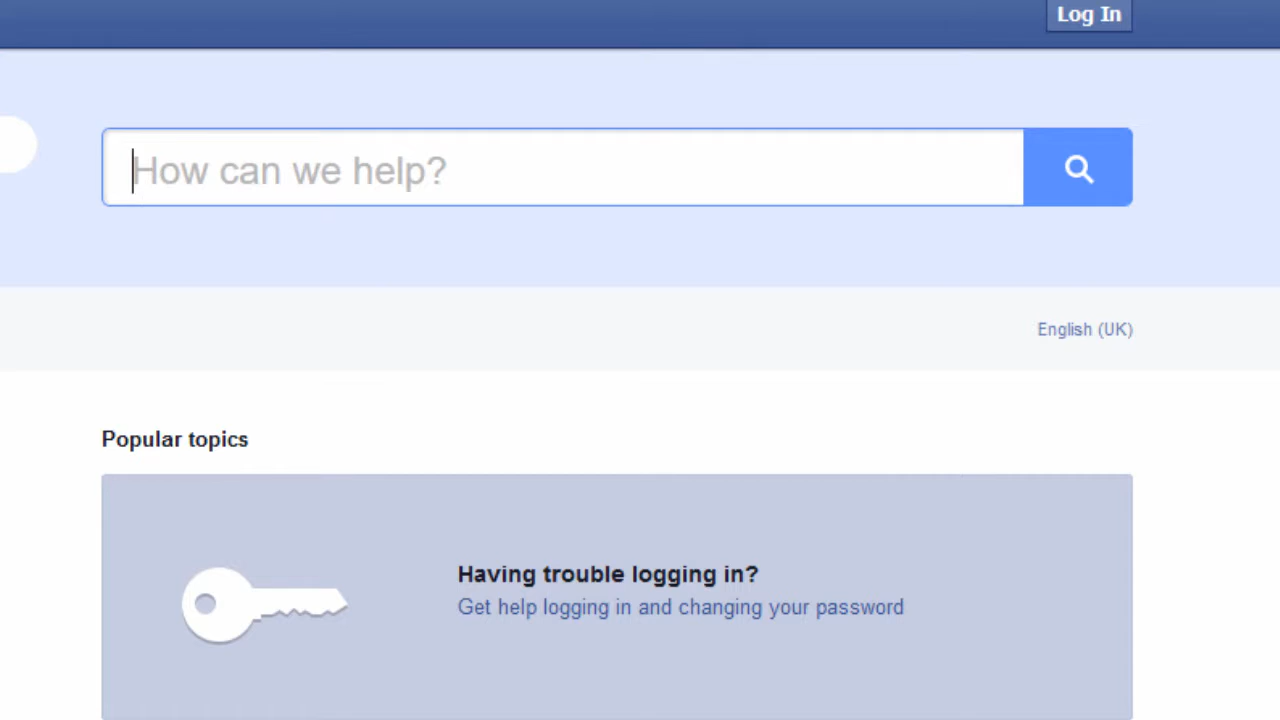 Log In
How can we help?
English (UK)
Popular topics
Having trouble logging in?
Get help logging in and changing your password